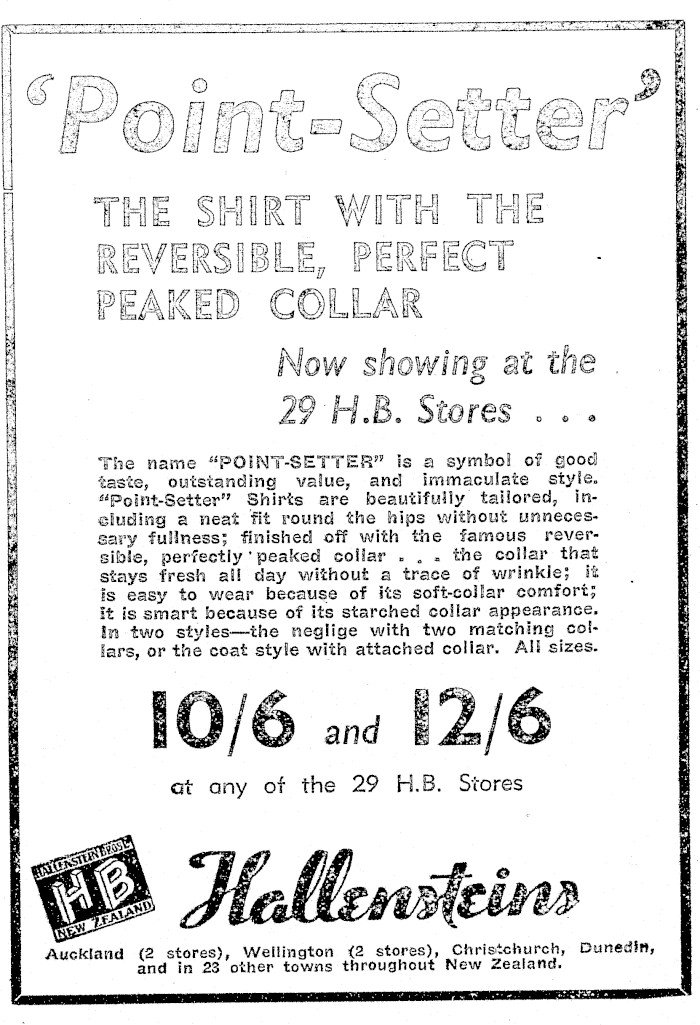 ‘Point-Setter’
THE SHIRT WITH THE
REVERSIBLE, PERFECT
PEAKED COLLAR
Now showing at the
29 H.B. Stores . . .
The name “POINT-SETTER” is a symbol of good
taste, outstanding value, and immaculate style.
“Point-Setter” Shirts are beautifully tailored, in-
cluding a neat fit round the hips without unneces-
sary fullness; finished off with the famous rever-
sible, perfectly peaked collar . . . the collar that
stays fresh all day without a trace of wrinkle; it
is easy to wear because of its soft-collar comfort;
it is smart because of its starched collar appearance.
In two styles—the neglige with two matching col-
lars, or the coat style with attached collar. All sizes.
10/6 and 12/6
at any of the 29 H.B. Stores
HALLENSTEIN BROS. L.
HB
NEW ZEALAND
Hallensteins
Auckland (2 stores), Wellington (2 stores), Christchurch, Dunedin,
and in 23 other towns throughout New Zealand.